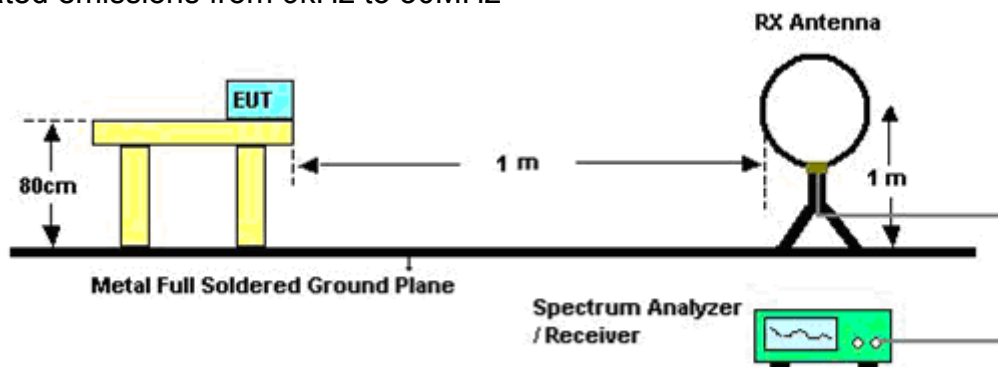 RX Antenna
EUT
1 m
80cm
1 m
Metal Full Soldered Ground Plane
Spectrum Analyzer
/ Receiver